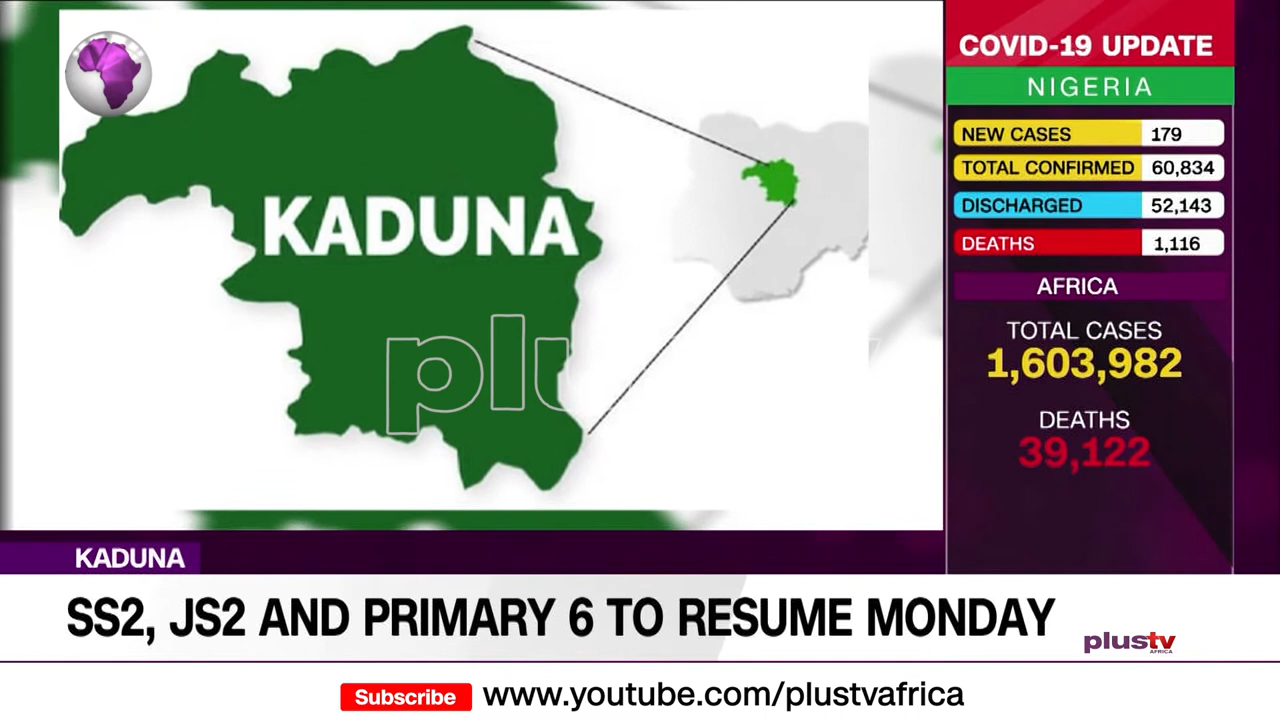 KADUNA
plu
COVID-19 UPDATE
NIGERIA
NEW CASES 179
TOTAL CONFIRMED 60,834
DISCHARGED 52,143
DEATHS 1,116
AFRICA
TOTAL CASES
1,603,982
DEATHS
39,122
KADUNA
SS2, JS2 AND PRIMARY 6 TO RESUME MONDAY
plustv
AFRICA
Subscribe www.youtube.com/plustvafrica